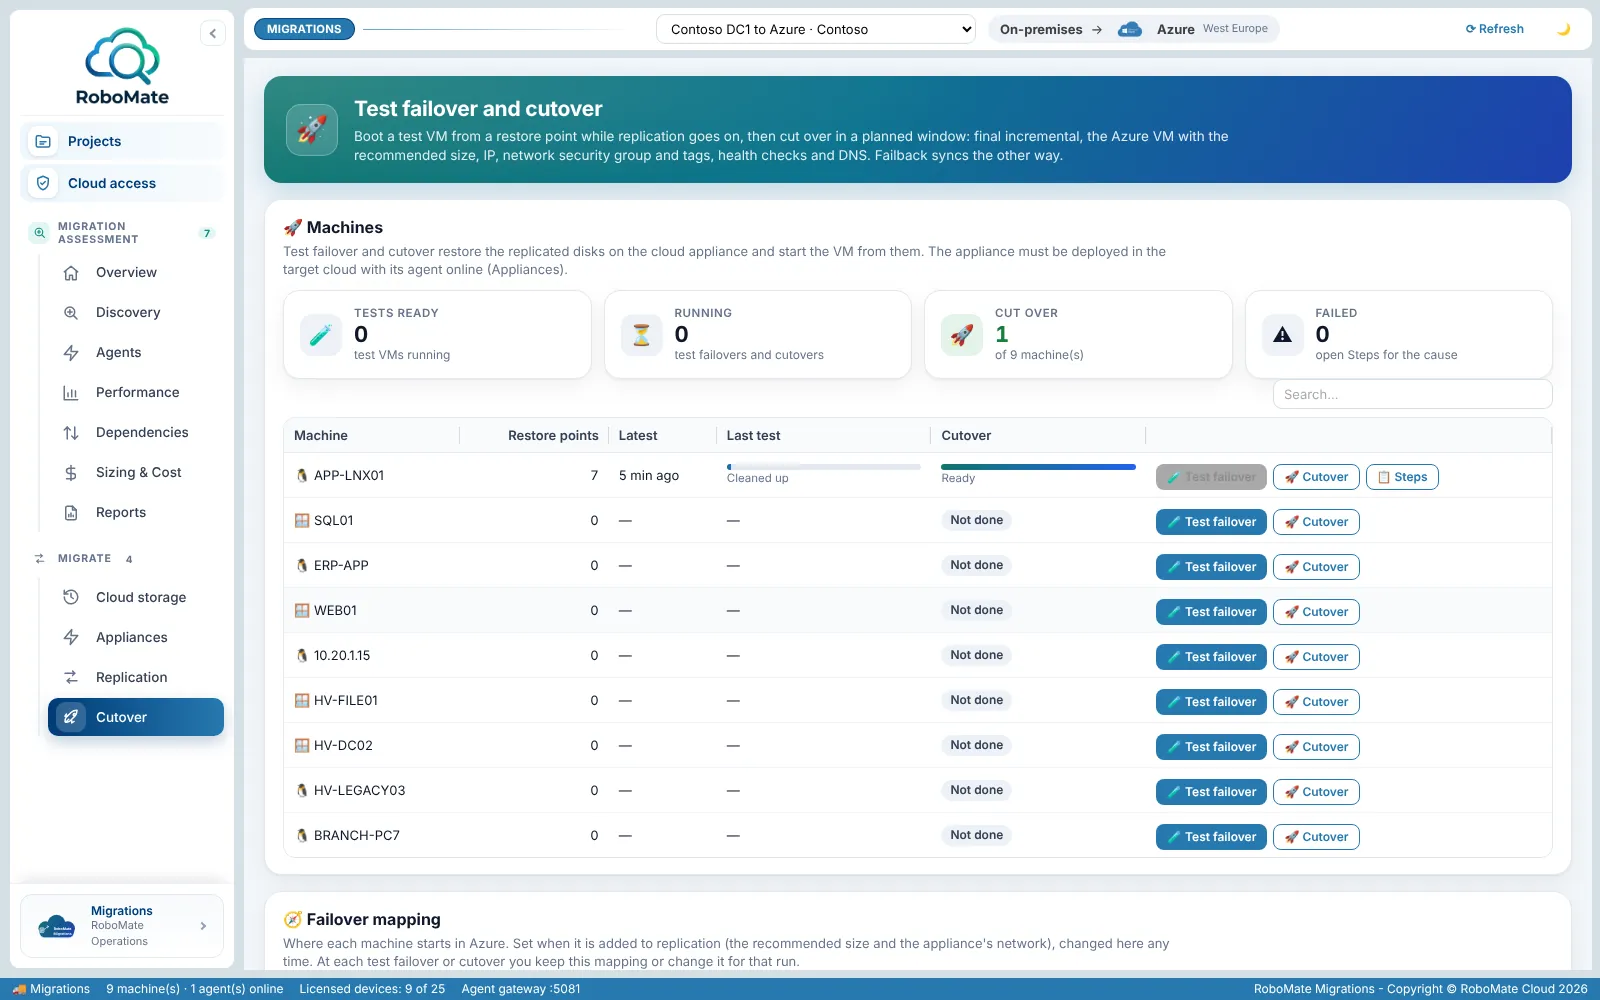 RoboMate
Projects
Cloud access
MIGRATION
ASSESSMENT
7
Overview
Discovery
Agents
Performance
Dependencies
Sizing & Cost
Reports
MIGRATE 4
Cloud storage
Appliances
Replication
Cutover
Migrations
RoboMate
Operations
MIGRATIONS
Contoso DC1 to Azure · Contoso
On-premises → Azure West Europe
Refresh
Test failover and cutover
Boot a test VM from a restore point while replication goes on, then cut over in a planned window: final incremental, the Azure VM with the
recommended size, IP, network security group and tags, health checks and DNS. Failback syncs the other way.
Machines
Test failover and cutover restore the replicated disks on the cloud appliance and start the VM from them. The appliance must be deployed in the
target cloud with its agent online (Appliances).
TESTS READY
0
test VMs running
RUNNING
0
test failovers and cutovers
CUT OVER
1
of 9 machine(s)
FAILED
0
open Steps for the cause
Search...
Machine Restore points Latest Last test Cutover
APP-LNX01 7 5 min ago Cleaned up Ready Test failover Cutover Steps
SQL01 0 — — Not done Test failover Cutover
ERP-APP 0 — — Not done Test failover Cutover
WEB01 0 — — Not done Test failover Cutover
10.20.1.15 0 — — Not done Test failover Cutover
HV-FILE01 0 — — Not done Test failover Cutover
HV-DC02 0 — — Not done Test failover Cutover
HV-LEGACY03 0 — — Not done Test failover Cutover
BRANCH-PC7 0 — — Not done Test failover Cutover
Failover mapping
Where each machine starts in Azure. Set when it is added to replication (the recommended size and the appliance's network), changed here any
time. At each test failover or cutover you keep this mapping or change it for that run.
Migrations 9 machine(s) · 1 agent(s) online Licensed devices: 9 of 25 Agent gateway :5081
RoboMate Migrations - Copyright © RoboMate Cloud 2026